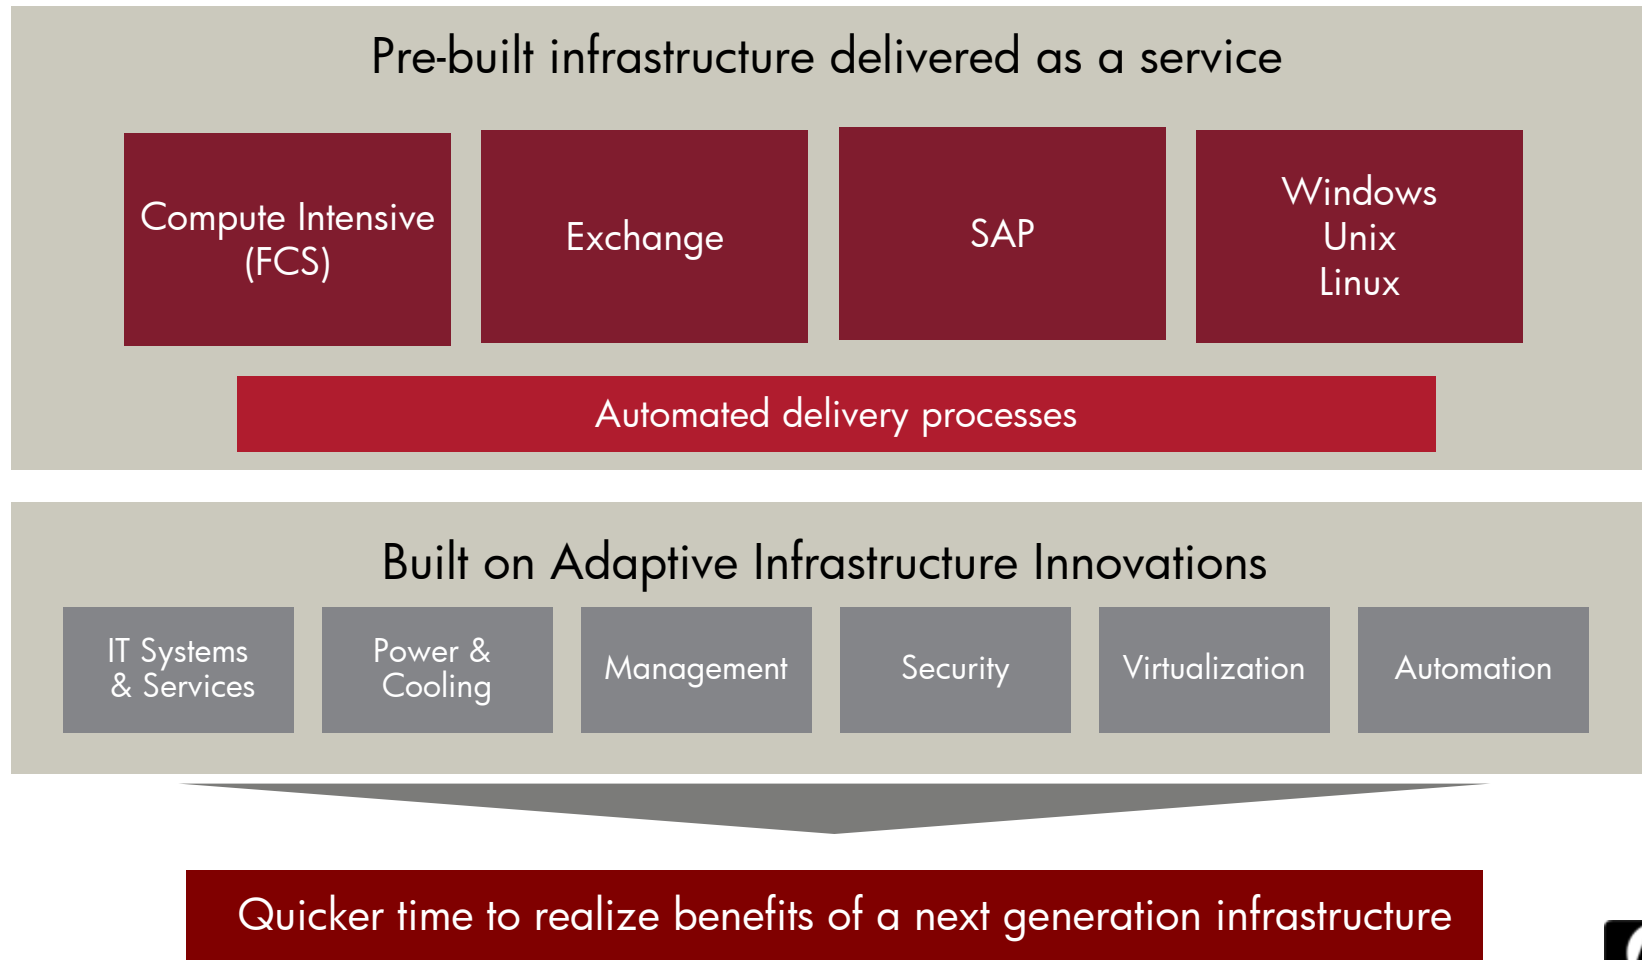 Pre-built infrastructure delivered as a service
Compute Intensive
(FCS)
Exchange
SAP
Windows
Unix
Linux
Automated delivery processes
Built on Adaptive Infrastructure Innovations
IT Systems
& Services
Power &
Cooling
Management
Security
Virtualization
Automation
Quicker time to realize benefits of a next generation infrastructure